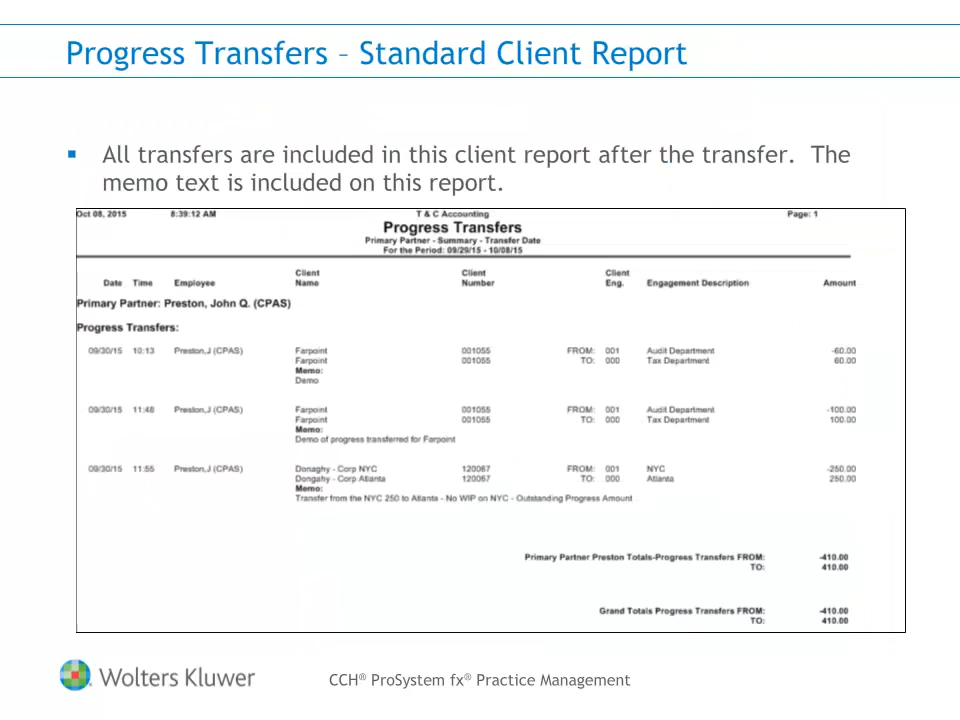 Progress Transfers – Standard Client Report
▪ All transfers are included in this client report after the transfer.  The
memo text is included on this report.
Oct 08, 2015 8:39:12 AM T & C Accounting Page: 1
Progress Transfers
Primary Partner - Summary - Transfer Date
For the Period: 09/29/15 - 10/08/15
Client Client Client
Date Time Employee Name Number Eng. Engagement Description Amount
Primary Partner: Preston, John Q. (CPAS)
Progress Transfers:
09/30/15 10:13 Preston,J (CPAS) Farpoint 001055 FROM: 001 Audit Department -60.00
Farpoint 001055 TO: 000 Tax Department 60.00
Memo:
Demo
09/30/15 11:48 Preston,J (CPAS) Farpoint 001055 FROM: 001 Audit Department -100.00
Farpoint 001055 TO: 000 Tax Department 100.00
Memo:
Demo of progress transferred for Farpoint
09/30/15 11:55 Preston,J (CPAS) Donaghy - Corp NYC 120067 FROM: 001 NYC -250.00
Dongahy - Corp Atlanta 120067 TO: 000 Atlanta 250.00
Memo:
Transfer from the NYC 250 to Atlanta - No WIP on NYC - Outstanding Progress Amount
Primary Partner Preston Totals-Progress Transfers FROM: -410.00
TO: 410.00
Grand Totals Progress Transfers FROM: -410.00
TO: 410.00
Wolters Kluwer
CCH® ProSystem fx® Practice Management